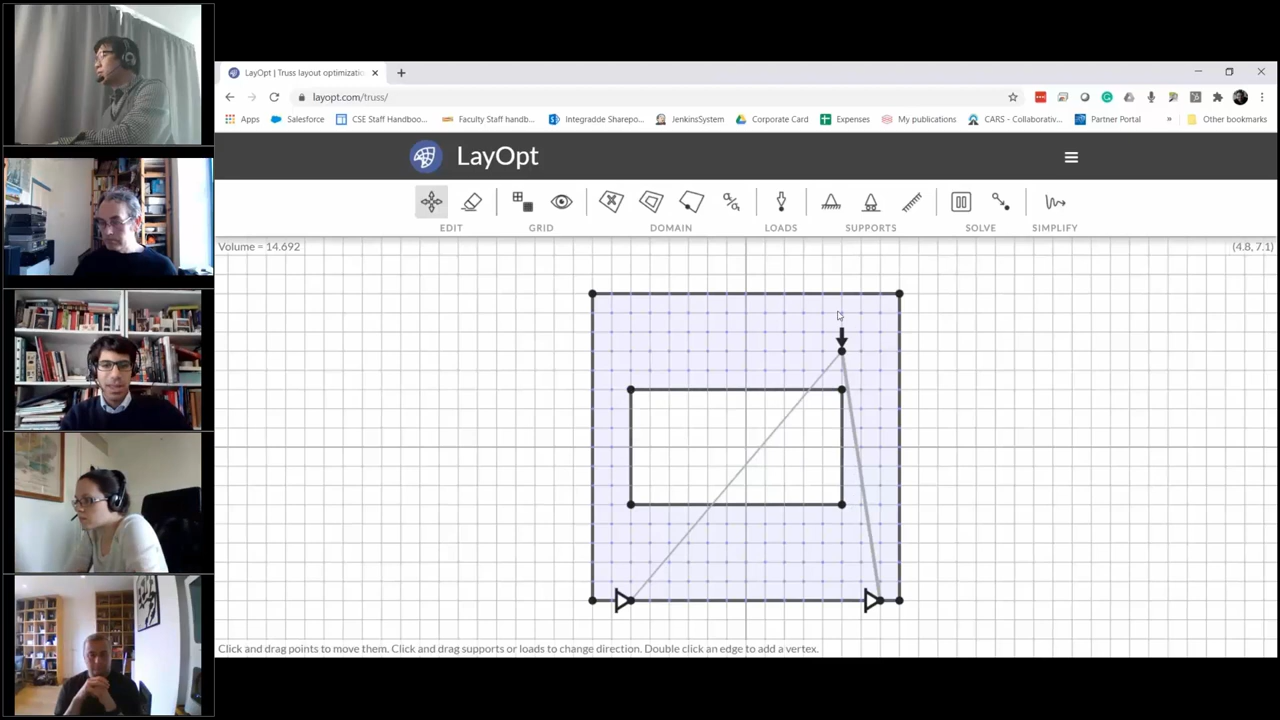 LayOpt | Truss layout optimizatio
layopt.com/truss/
Apps Salesforce CSE Staff Handboo... Faculty Staff handb... Integradde Sharepo... JenkinsSystem Corporate Card Expenses My publications CARS - Collaborativ... Partner Portal » Other bookmarks
LayOpt
EDIT GRID DOMAIN LOADS SUPPORTS SOLVE SIMPLIFY
Volume = 14.692 (4.8, 7.1)
Click and drag points to move them. Click and drag supports or loads to change direction. Double click an edge to add a vertex.